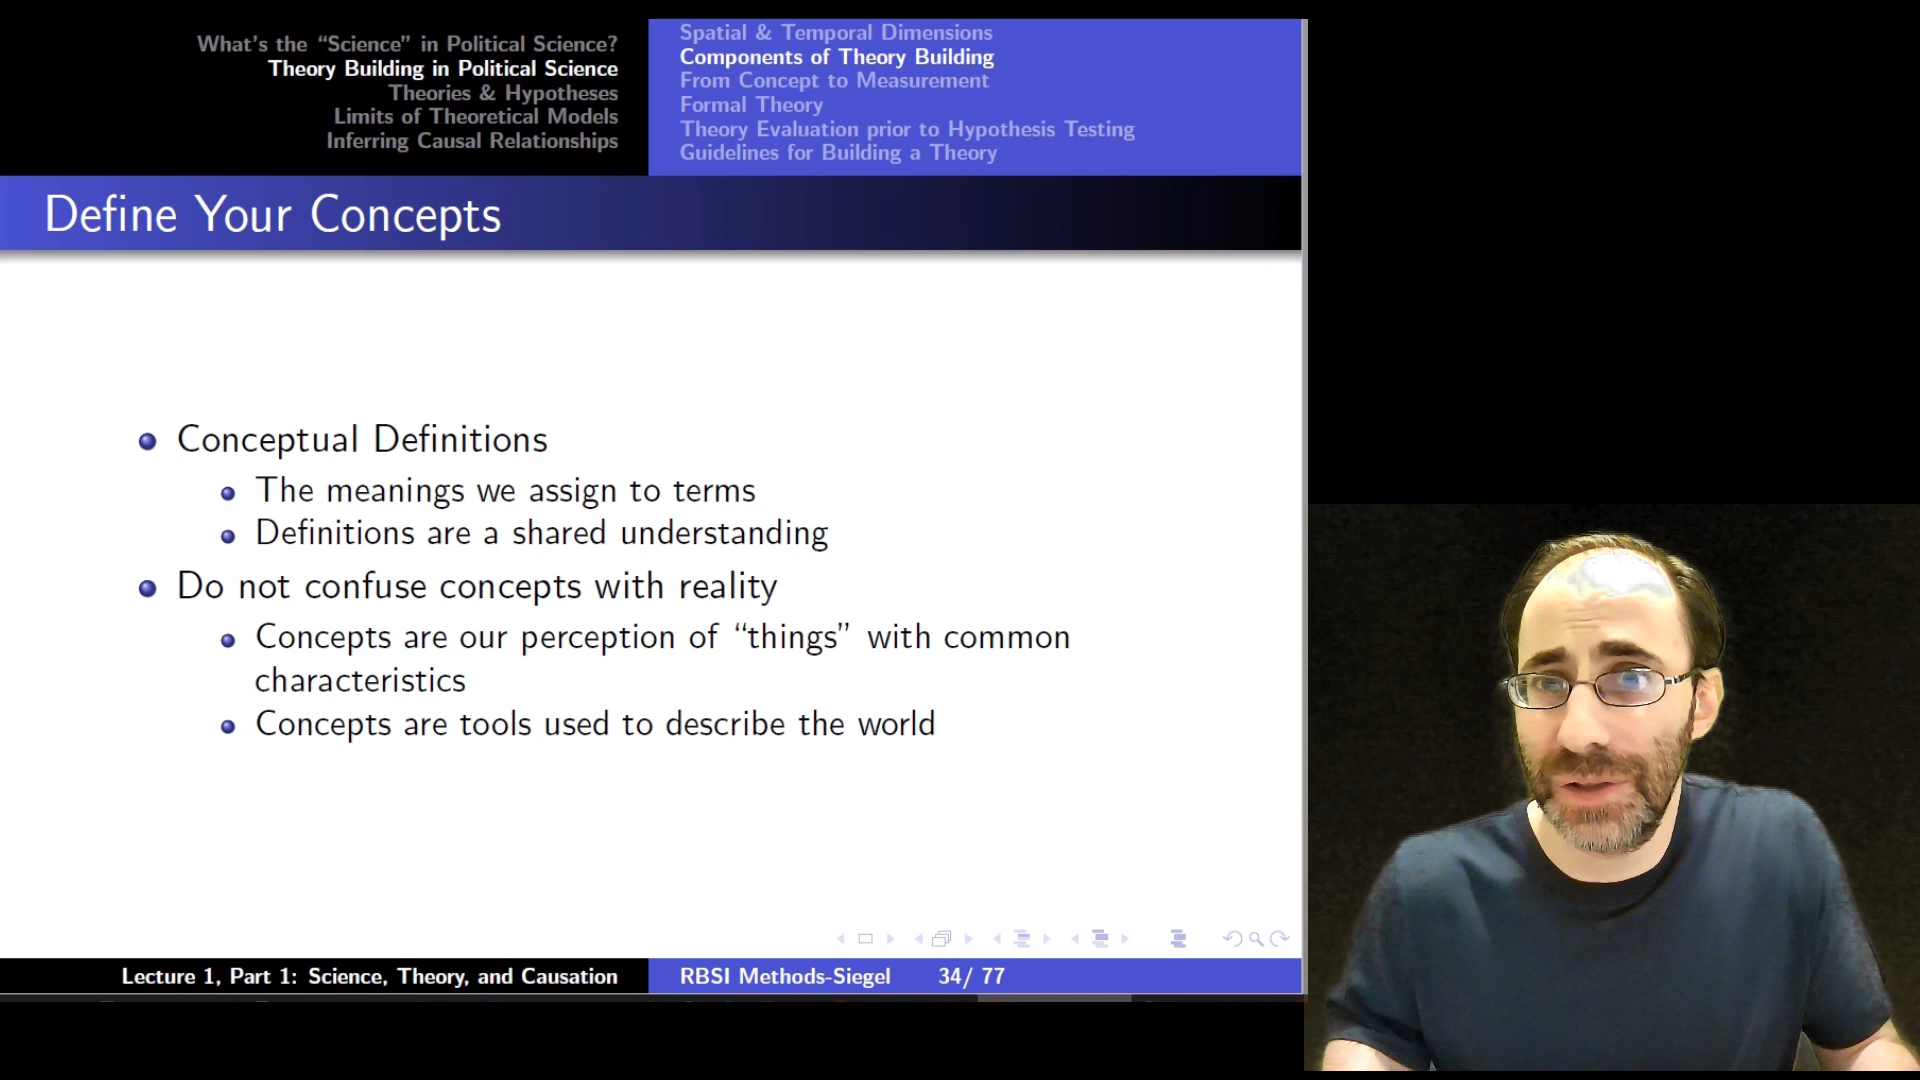 What's the “Science” in Political Science?
Theory Building in Political Science
Theories & Hypotheses
Limits of Theoretical Models
Inferring Causal Relationships
Spatial & Temporal Dimensions
Components of Theory Building
From Concept to Measurement
Formal Theory
Theory Evaluation prior to Hypothesis Testing
Guidelines for Building a Theory
Define Your Concepts
Conceptual Definitions
The meanings we assign to terms
Definitions are a shared understanding
Do not confuse concepts with reality
Concepts are our perception of “things” with common
characteristics
Concepts are tools used to describe the world
Lecture 1, Part 1: Science, Theory, and Causation
RBSI Methods-Siegel 34/ 77